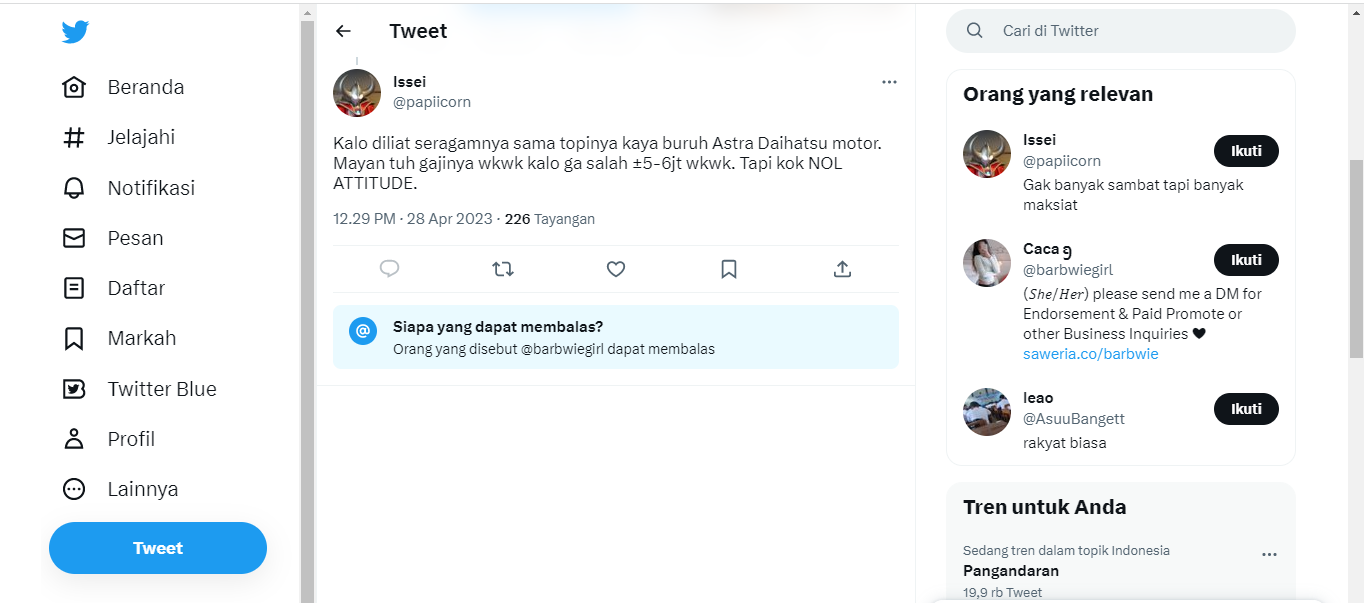 Beranda
Jelajahi
Notifikasi
Pesan
Daftar
Markah
Twitter Blue
Profil
Lainnya
Tweet
Tweet
Issei
@papiicorn
Kalo diliat seragamnya sama topinya kaya buruh Astra Daihatsu motor.
Mayan tuh gajinya wkwk kalo ga salah ±5-6jt wkwk. Tapi kok NOL
ATTITUDE.
12.29 PM · 28 Apr 2023 · 226 Tayangan
Siapa yang dapat membalas?
Orang yang disebut @barbwiegirl dapat membalas
Cari di Twitter
Orang yang relevan
Issei
@papiicorn
Ikuti
Gak banyak sambat tapi banyak
maksiat
Caca
@barbwiegirl
Ikuti
(𝑆ℎ𝑒/𝐻𝑒𝑟) please send me a DM for
Endorsement & Paid Promote or
other Business Inquiries ♥
saweria.co/barbwie
leao
@AsuuBangett
Ikuti
rakyat biasa
Tren untuk Anda
Sedang tren dalam topik Indonesia
Pangandaran
19,9 rb Tweet